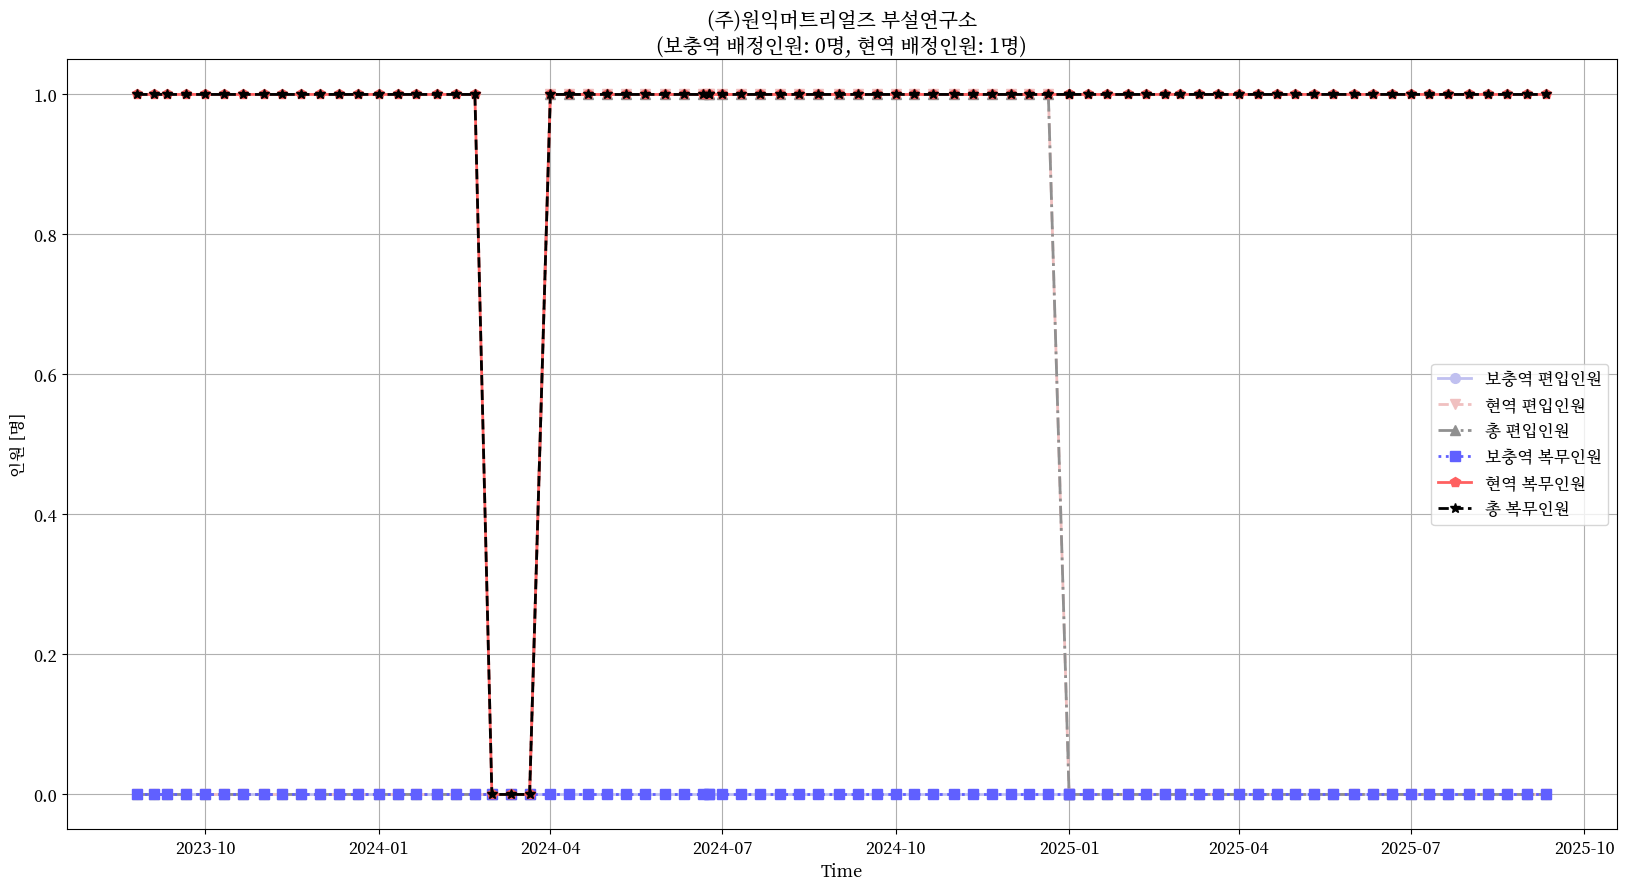 (주)원익머트리얼즈 부설연구소
(보충역 배정인원: 0명, 현역 배정인원: 1명)
인원 [명]
1.0
0.8
0.6
0.4
0.2
0.0
보충역 편입인원
현역 편입인원
총 편입인원
보충역 복무인원
현역 복무인원
총 복무인원
2023-10
2024-01
2024-04
2024-07
2024-10
2025-01
2025-04
2025-07
2025-10
Time